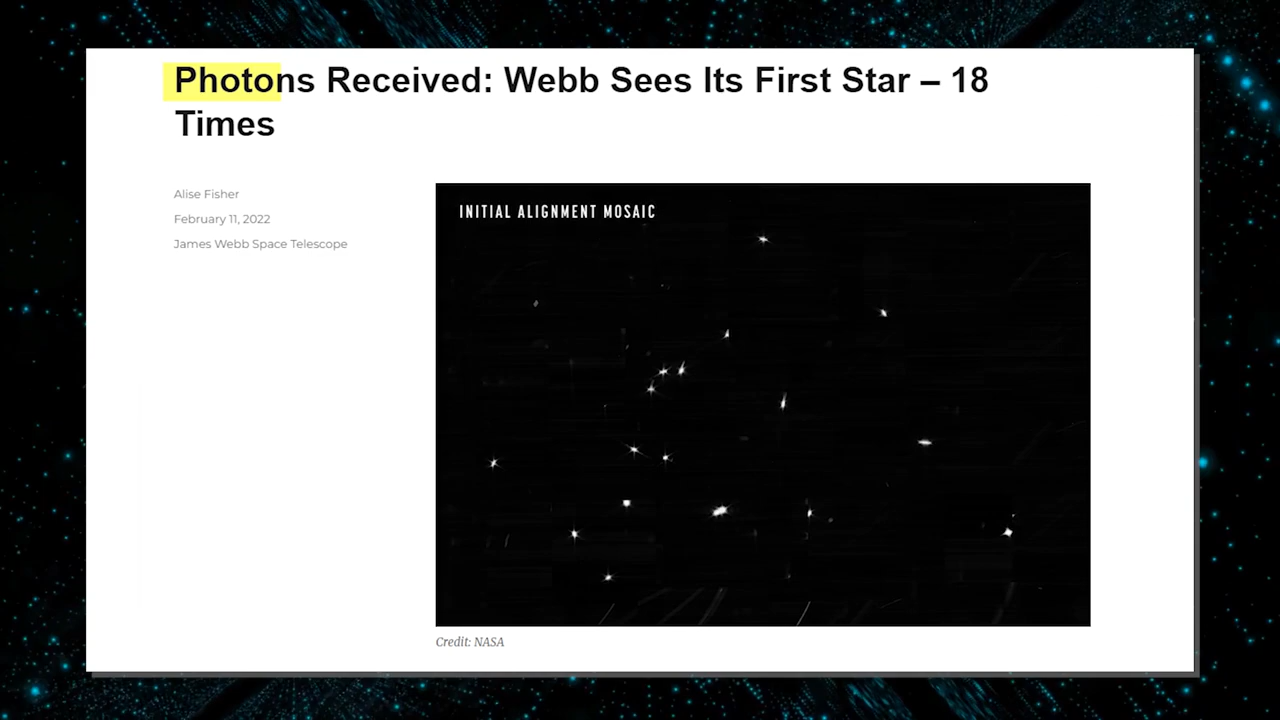 Photons Received: Webb Sees Its First Star – 18
Times
Alise Fisher
February 11, 2022
James Webb Space Telescope
INITIAL ALIGNMENT MOSAIC
Credit: NASA